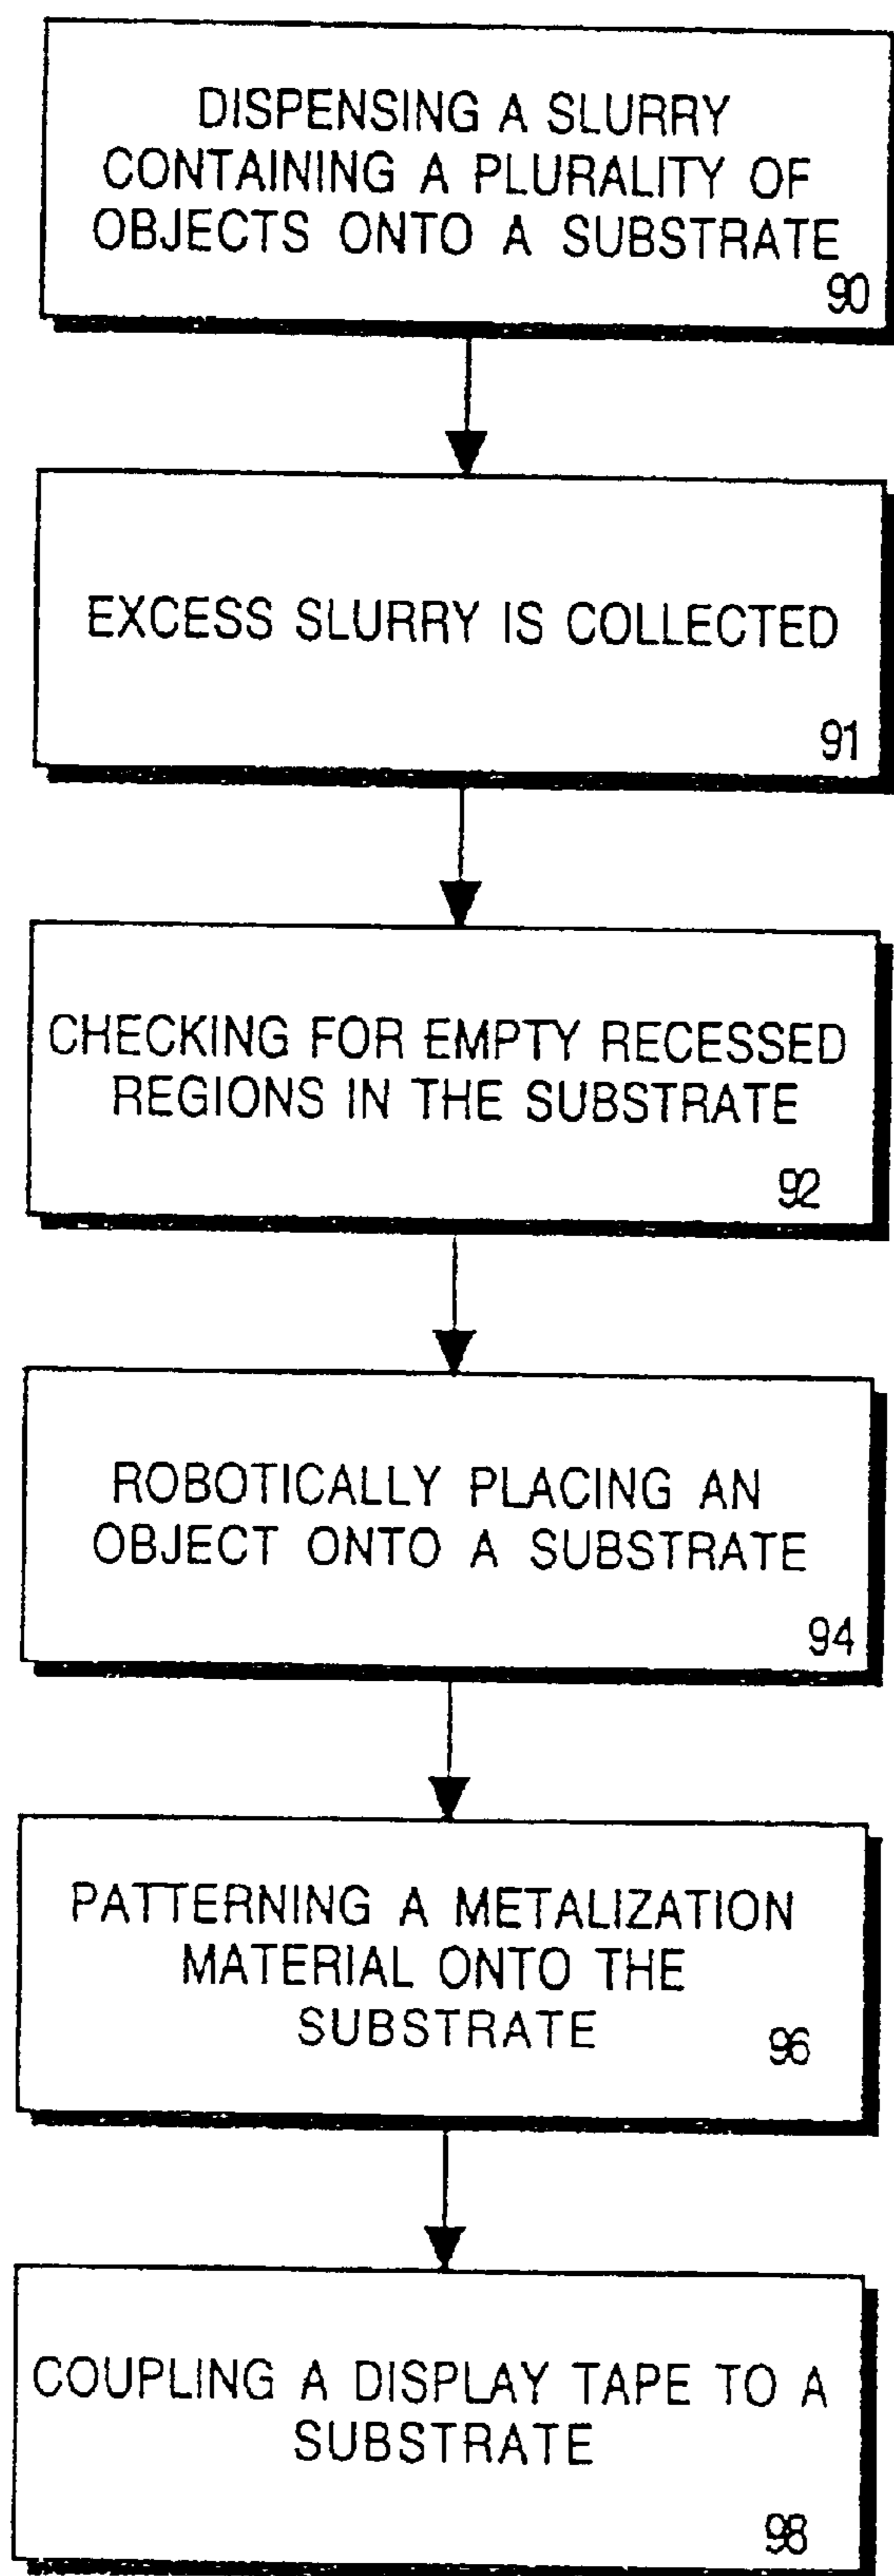 DISPENSING A SLURRY
CONTAINING A PLURALITY OF
OBJECTS ONTO A SUBSTRATE
90
EXCESS SLURRY IS COLLECTED
91
CHECKING FOR EMPTY RECESSED
REGIONS IN THE SUBSTRATE
92
ROBOTICALLY PLACING AN
OBJECT ONTO A SUBSTRATE
94
PATTERNING A METALIZATION
MATERIAL ONTO THE
SUBSTRATE
96
COUPLING A DISPLAY TAPE TO A
SUBSTRATE
98